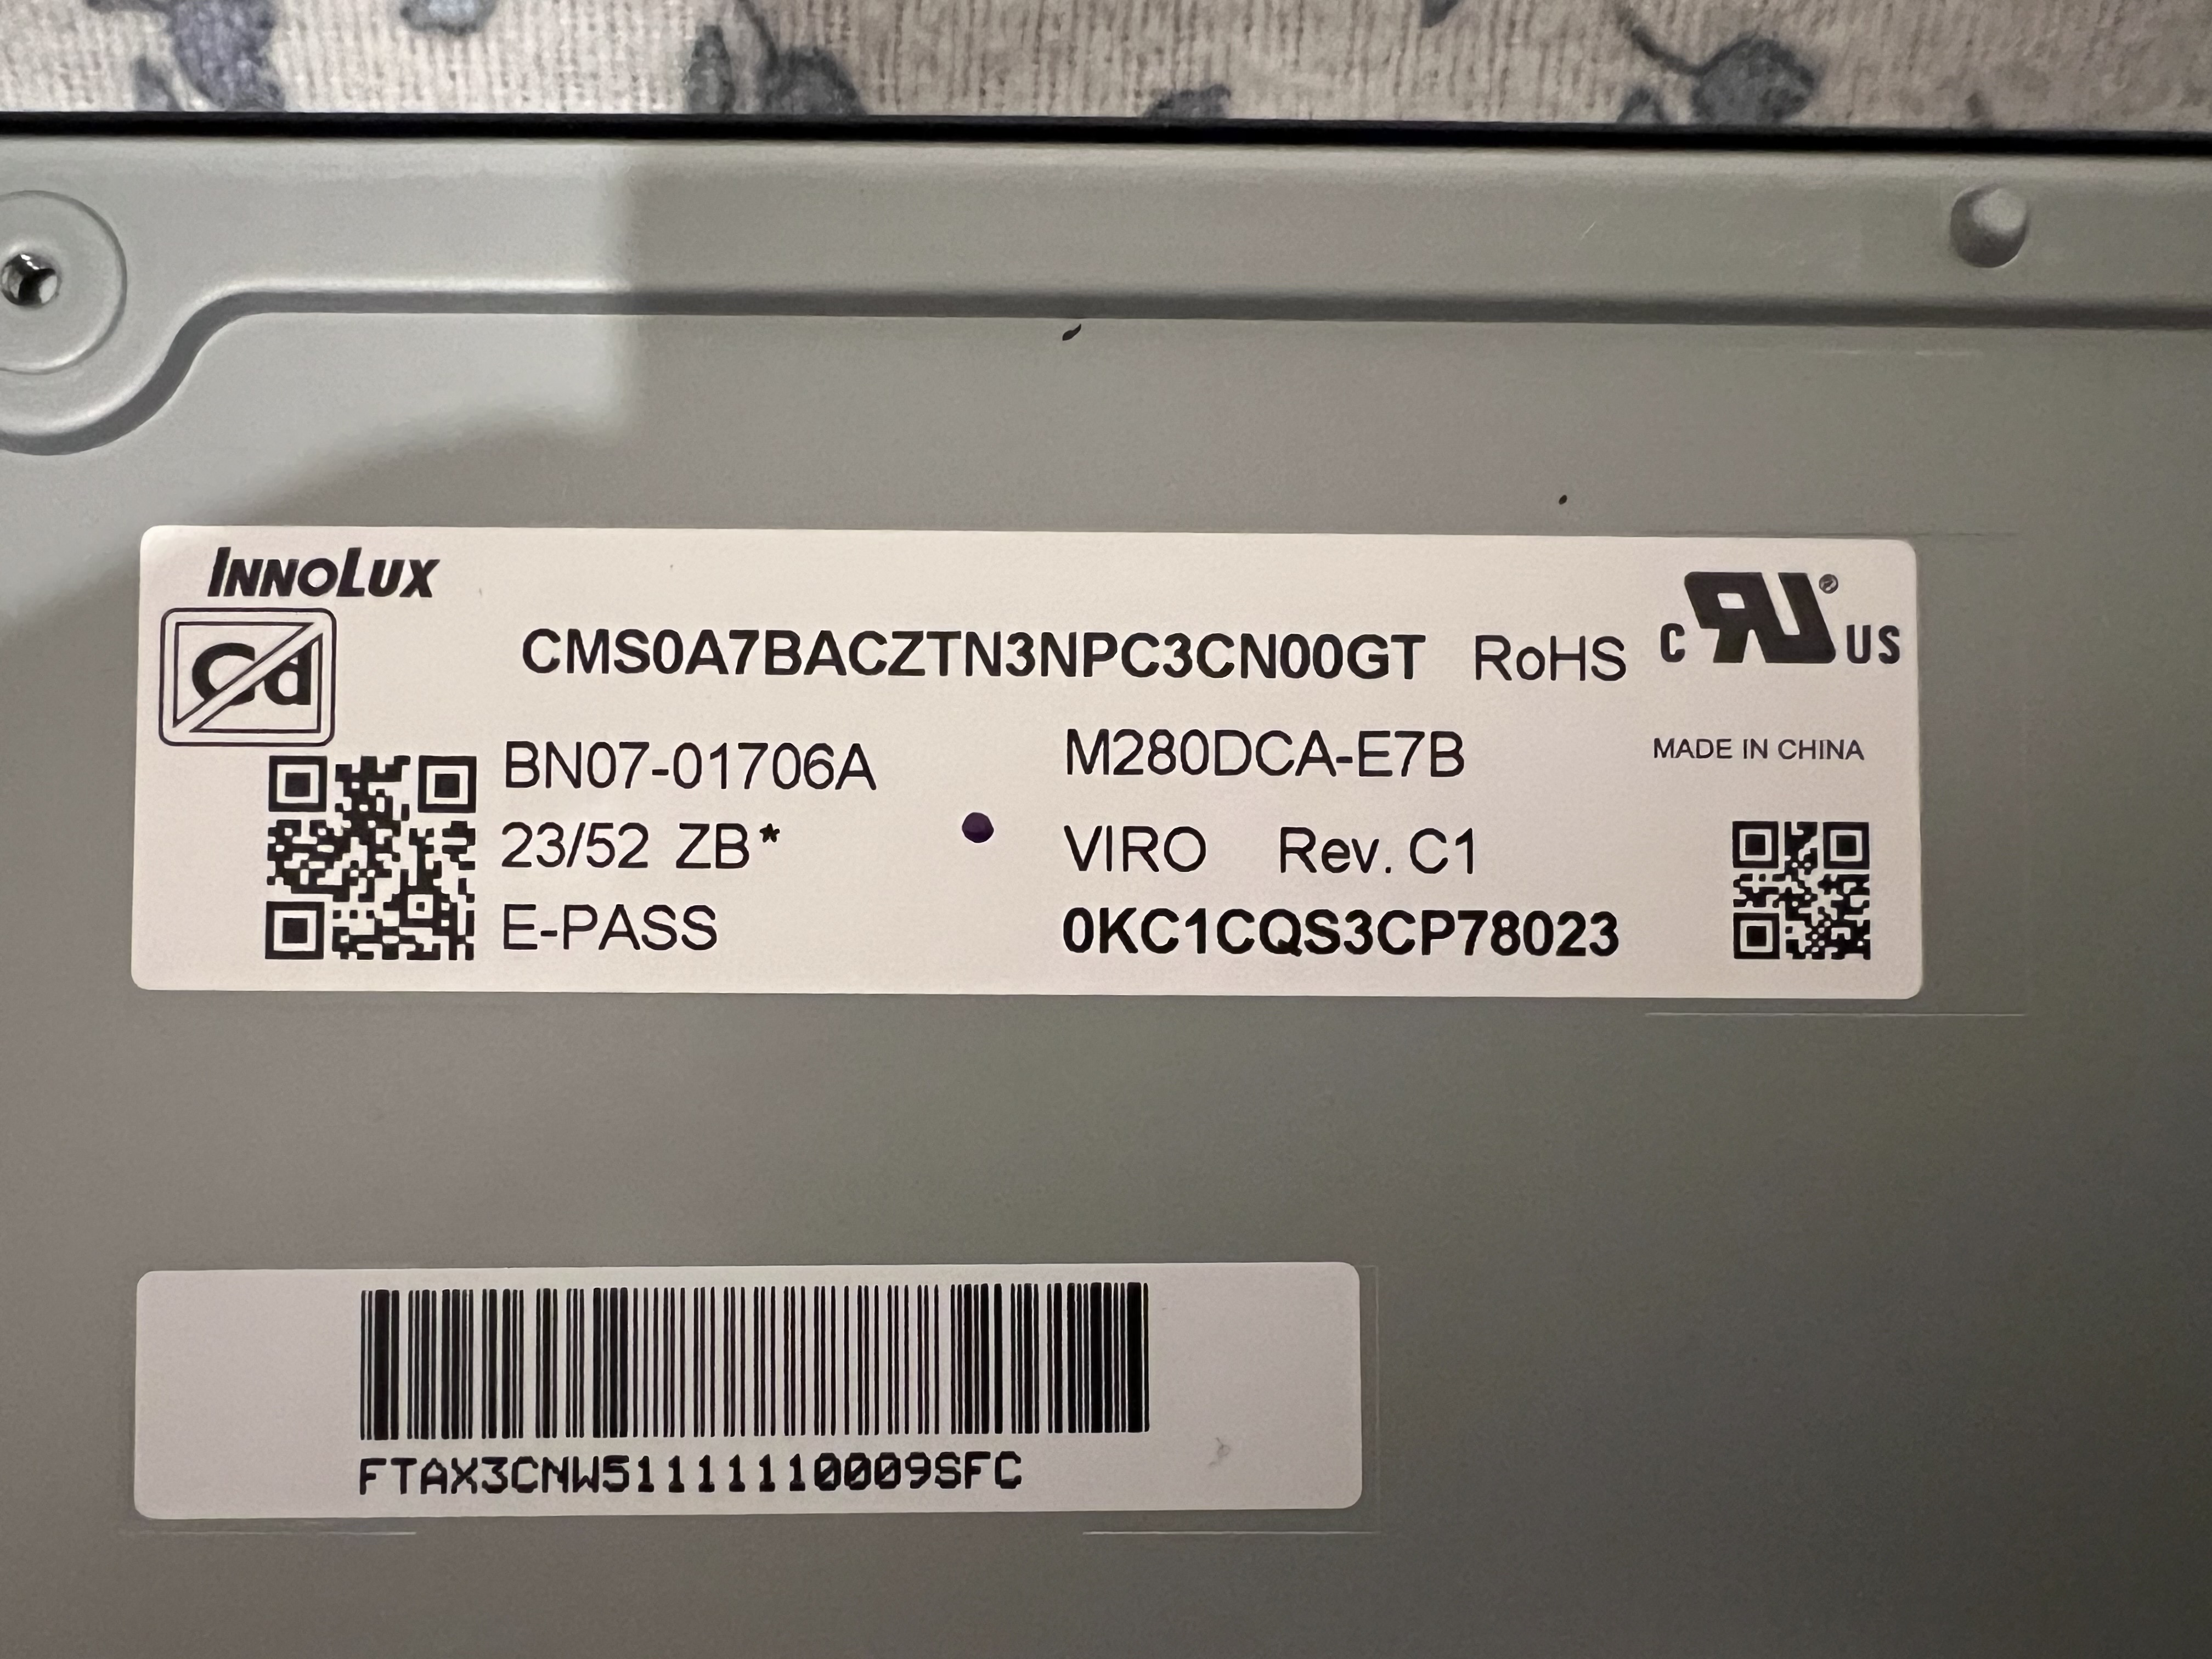 INNOLUX
Cd
CMS0A7BACZTN3NPC3CN00GT RoHS C RU ® US
BN07-01706A M280DCA-E7B MADE IN CHINA
23/52 ZB* VIRO Rev. C1
E-PASS 0KC1CQS3CP78023
FTAX3CNW51111110009SFC